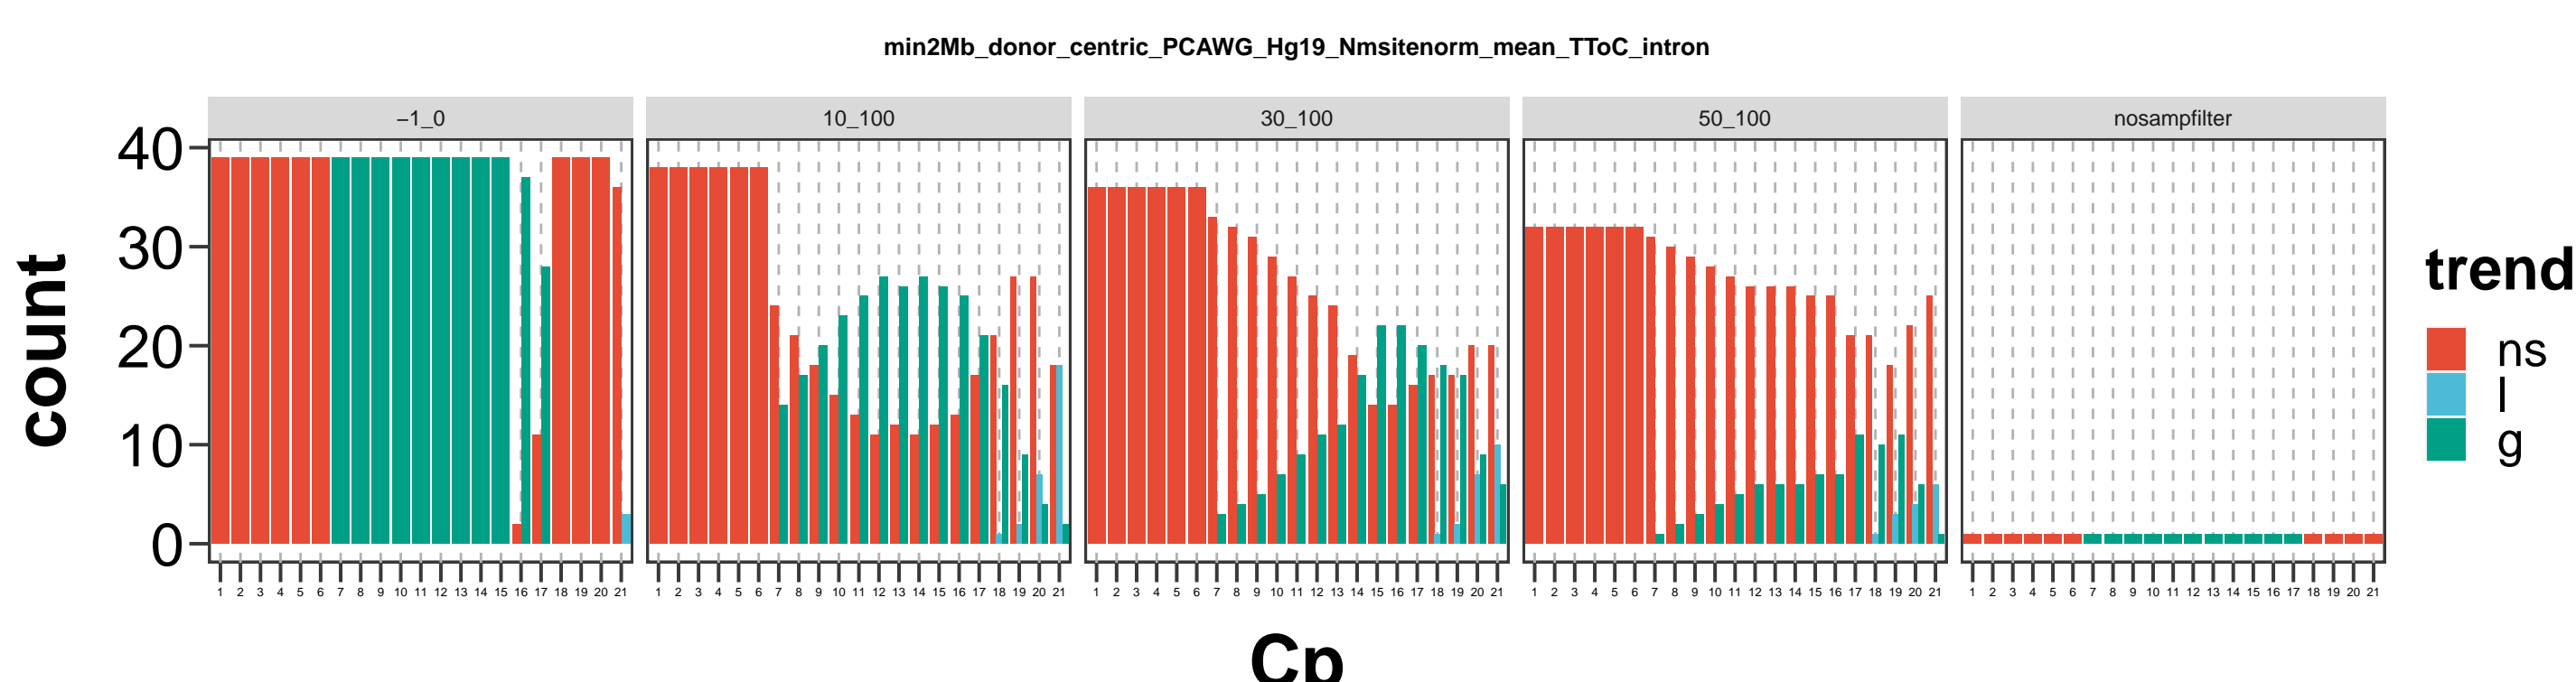 min2Mb_donor_centric_PCAWG_Hg19_Nmsitenorm_mean_TToC_intron
−1_0 10_100 30_100 50_100 nosampfilter
40
30
20
10
0
count
1 2 3 4 5 6 7 8 9 10 11 12 13 14 15 16 17 18 19 20 21
1 2 3 4 5 6 7 8 9 10 11 12 13 14 15 16 17 18 19 20 21
1 2 3 4 5 6 7 8 9 10 11 12 13 14 15 16 17 18 19 20 21
1 2 3 4 5 6 7 8 9 10 11 12 13 14 15 16 17 18 19 20 21
1 2 3 4 5 6 7 8 9 10 11 12 13 14 15 16 17 18 19 20 21
Cp
trend
ns
l
g